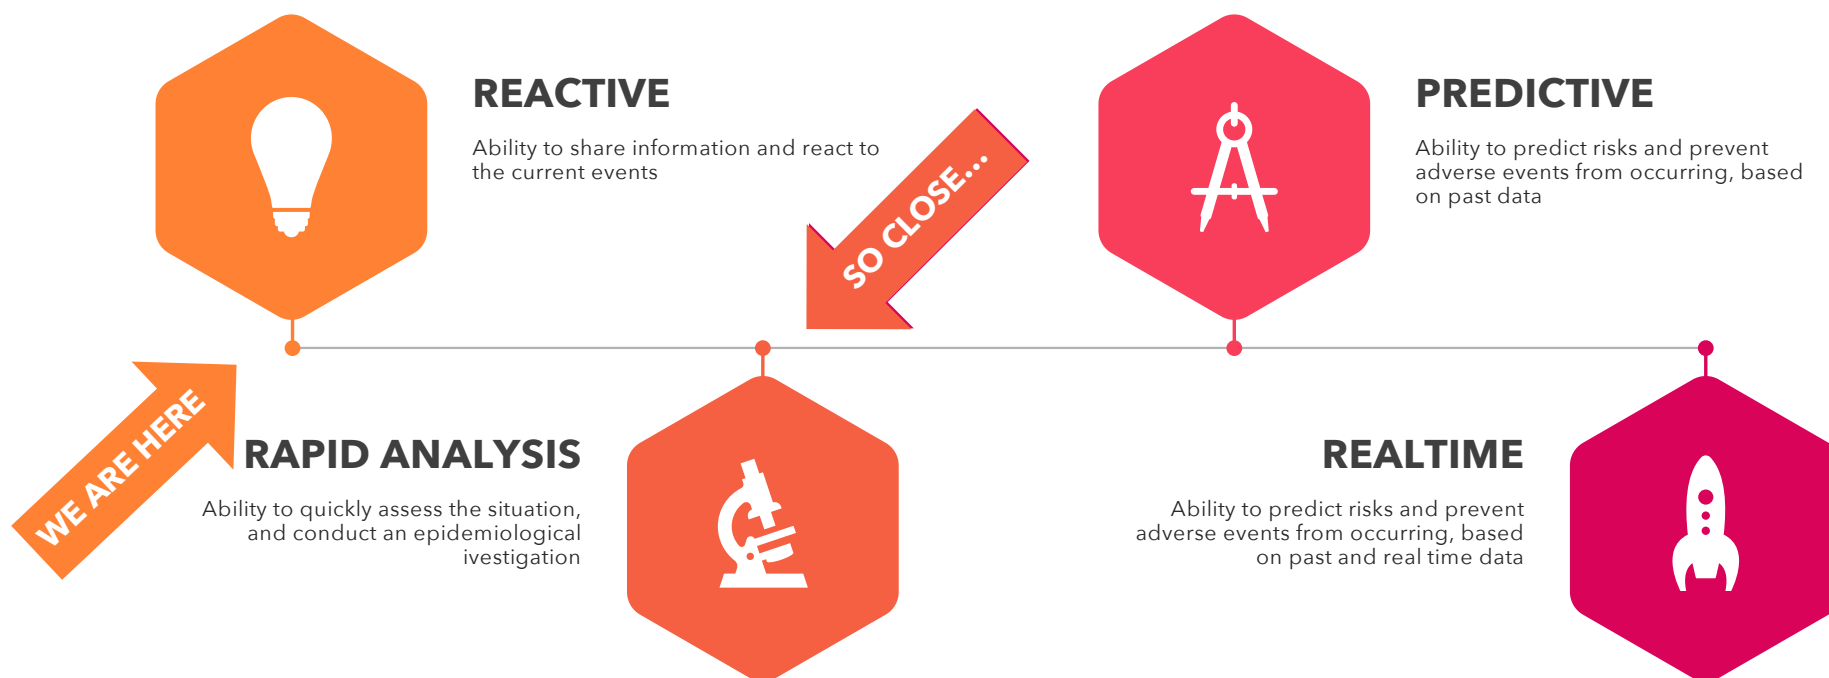 REACTIVE
Ability to share information and react to
the current events
SO CLOSE...
PREDICTIVE
Ability to predict risks and prevent
adverse events from occurring, based
on past data
WE ARE HERE
RAPID ANALYSIS
Ability to quickly assess the situation,
and conduct an epidemiological
ivestigation
REALTIME
Ability to predict risks and prevent
adverse events from occurring, based
on past and real time data